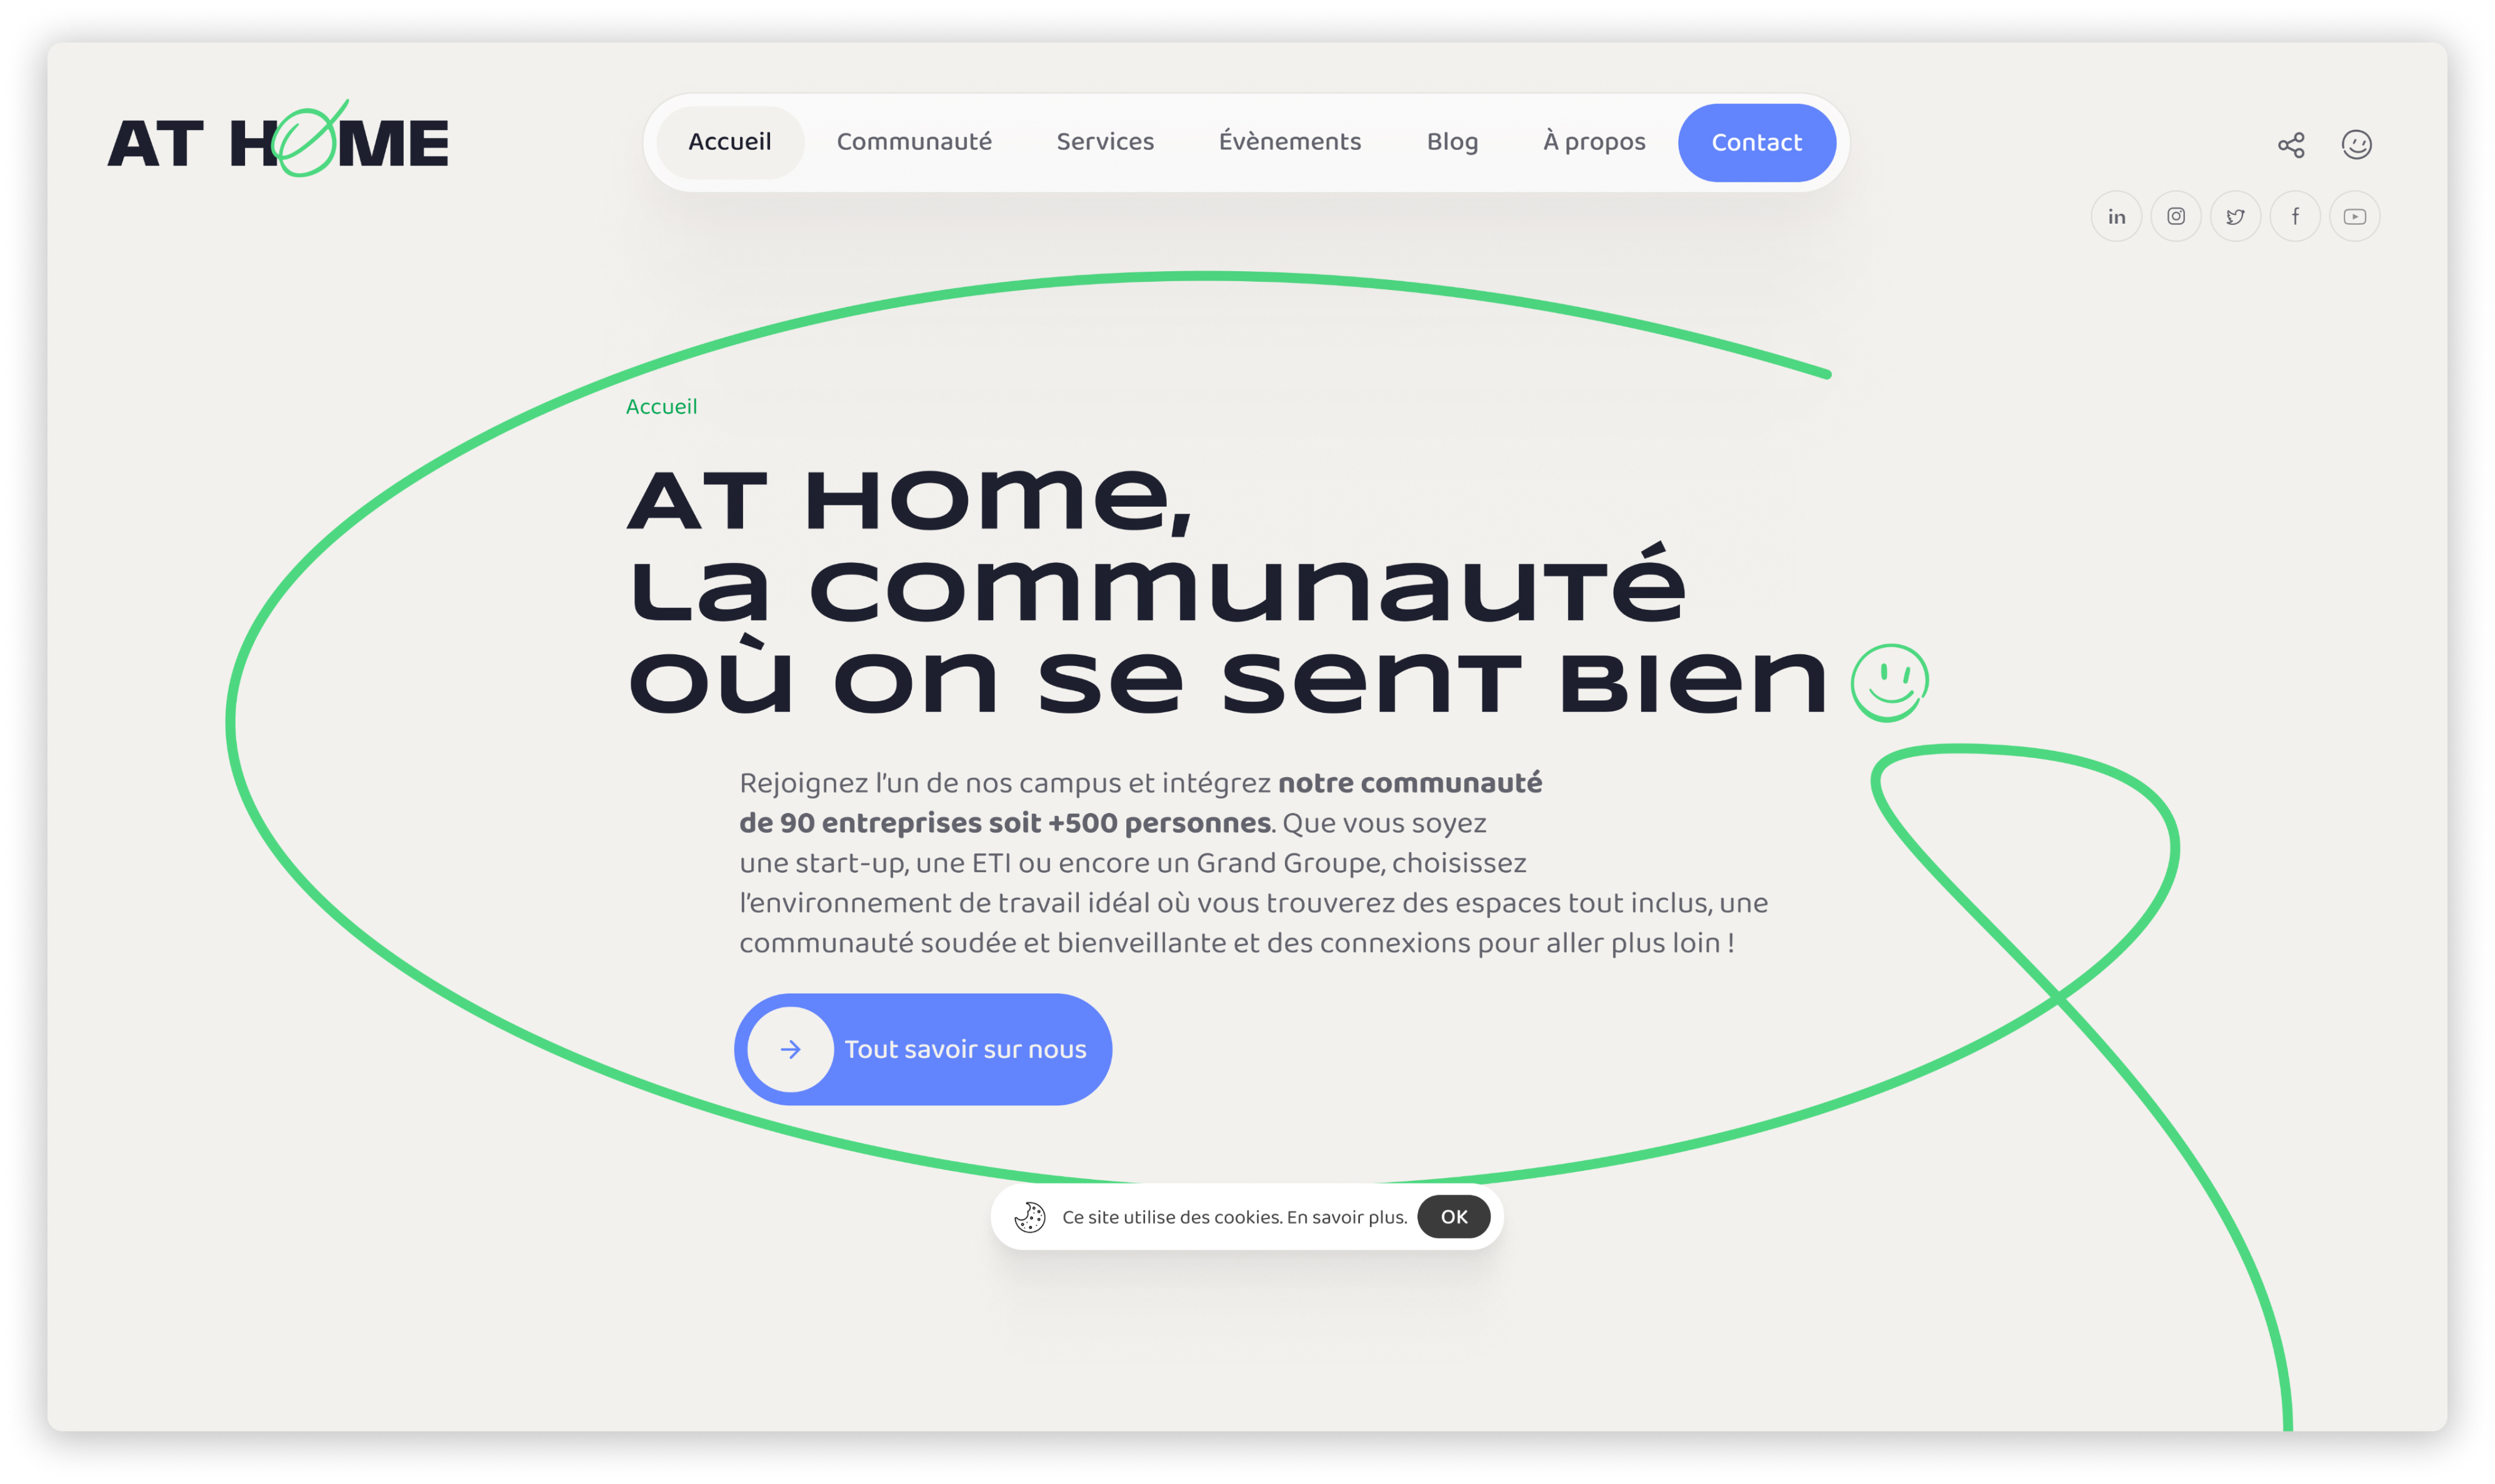 AT HOME
Accueil
Communauté
Services
Évènements
Blog
À propos
Contact
in
f
Accueil
AT Home,
La communauté
où on se sent bien
Rejoignez l’un de nos campus et intégrez notre communauté
de 90 entreprises soit +500 personnes. Que vous soyez
une start-up, une ETI ou encore un Grand Groupe, choisissez
l’environnement de travail idéal où vous trouverez des espaces tout inclus, une
communauté soudée et bienveillante et des connexions pour aller plus loin !
Tout savoir sur nous
Ce site utilise des cookies. En savoir plus.
OK